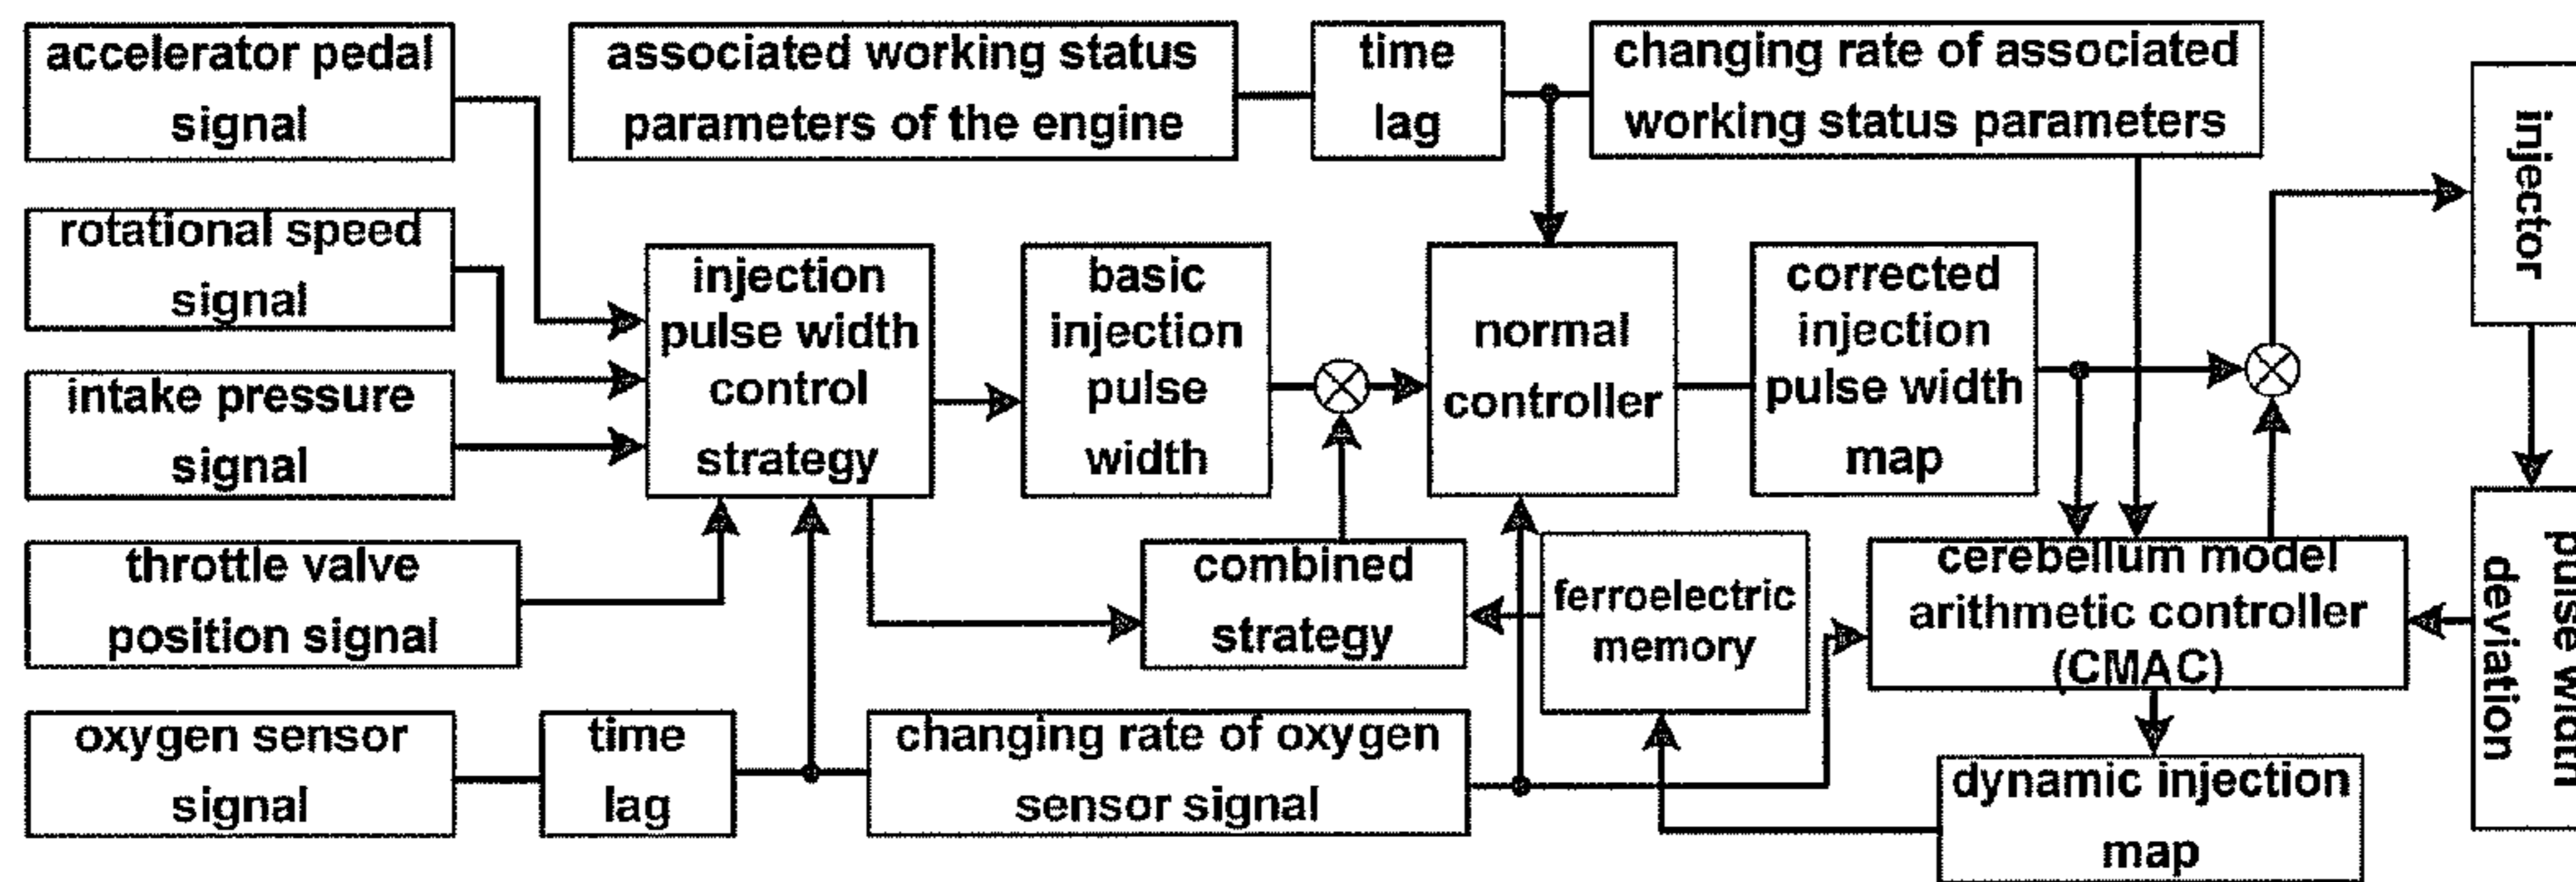 accelerator pedal
signal
associated working status
parameters of the engine
time
lag
changing rate of associated
working status parameters
injector
rotational speed
signal
injection
pulse width
control
strategy
basic
injection
pulse
width
normal
controller
corrected
injection
pulse width
map
intake pressure
signal
throttle valve
position signal
combined
strategy
ferroelectric
memory
cerebellum model
arithmetic controller
(CMAC)
pulse width
deviation
oxygen sensor
signal
time
lag
changing rate of oxygen
sensor signal
dynamic injection
map